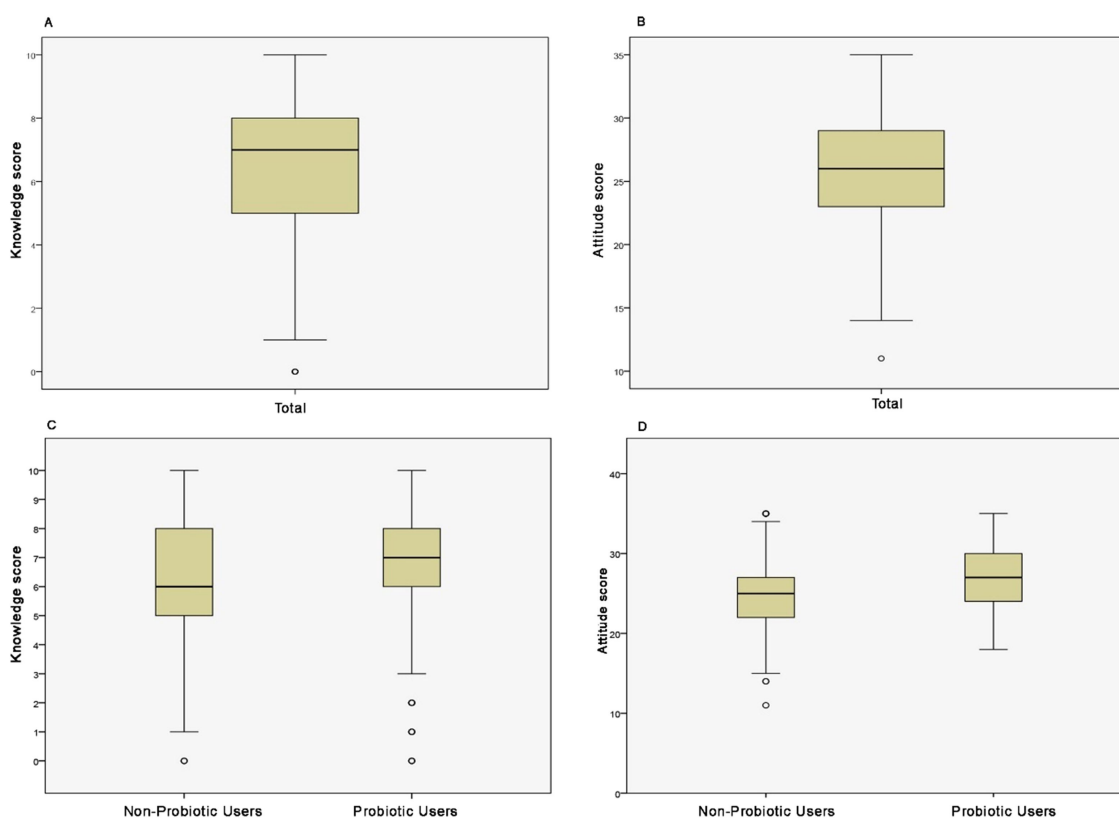 A
Knowledge score
10
8
6
4
2
0
Total
B
Attitude score
35
30
25
20
15
10
Total
C
Knowledge score
10
9
8
7
6
5
4
3
2
1
0
Non-Probiotic Users
Probiotic Users
D
Attitude score
40
30
20
10
0
Non-Probiotic Users
Probiotic Users